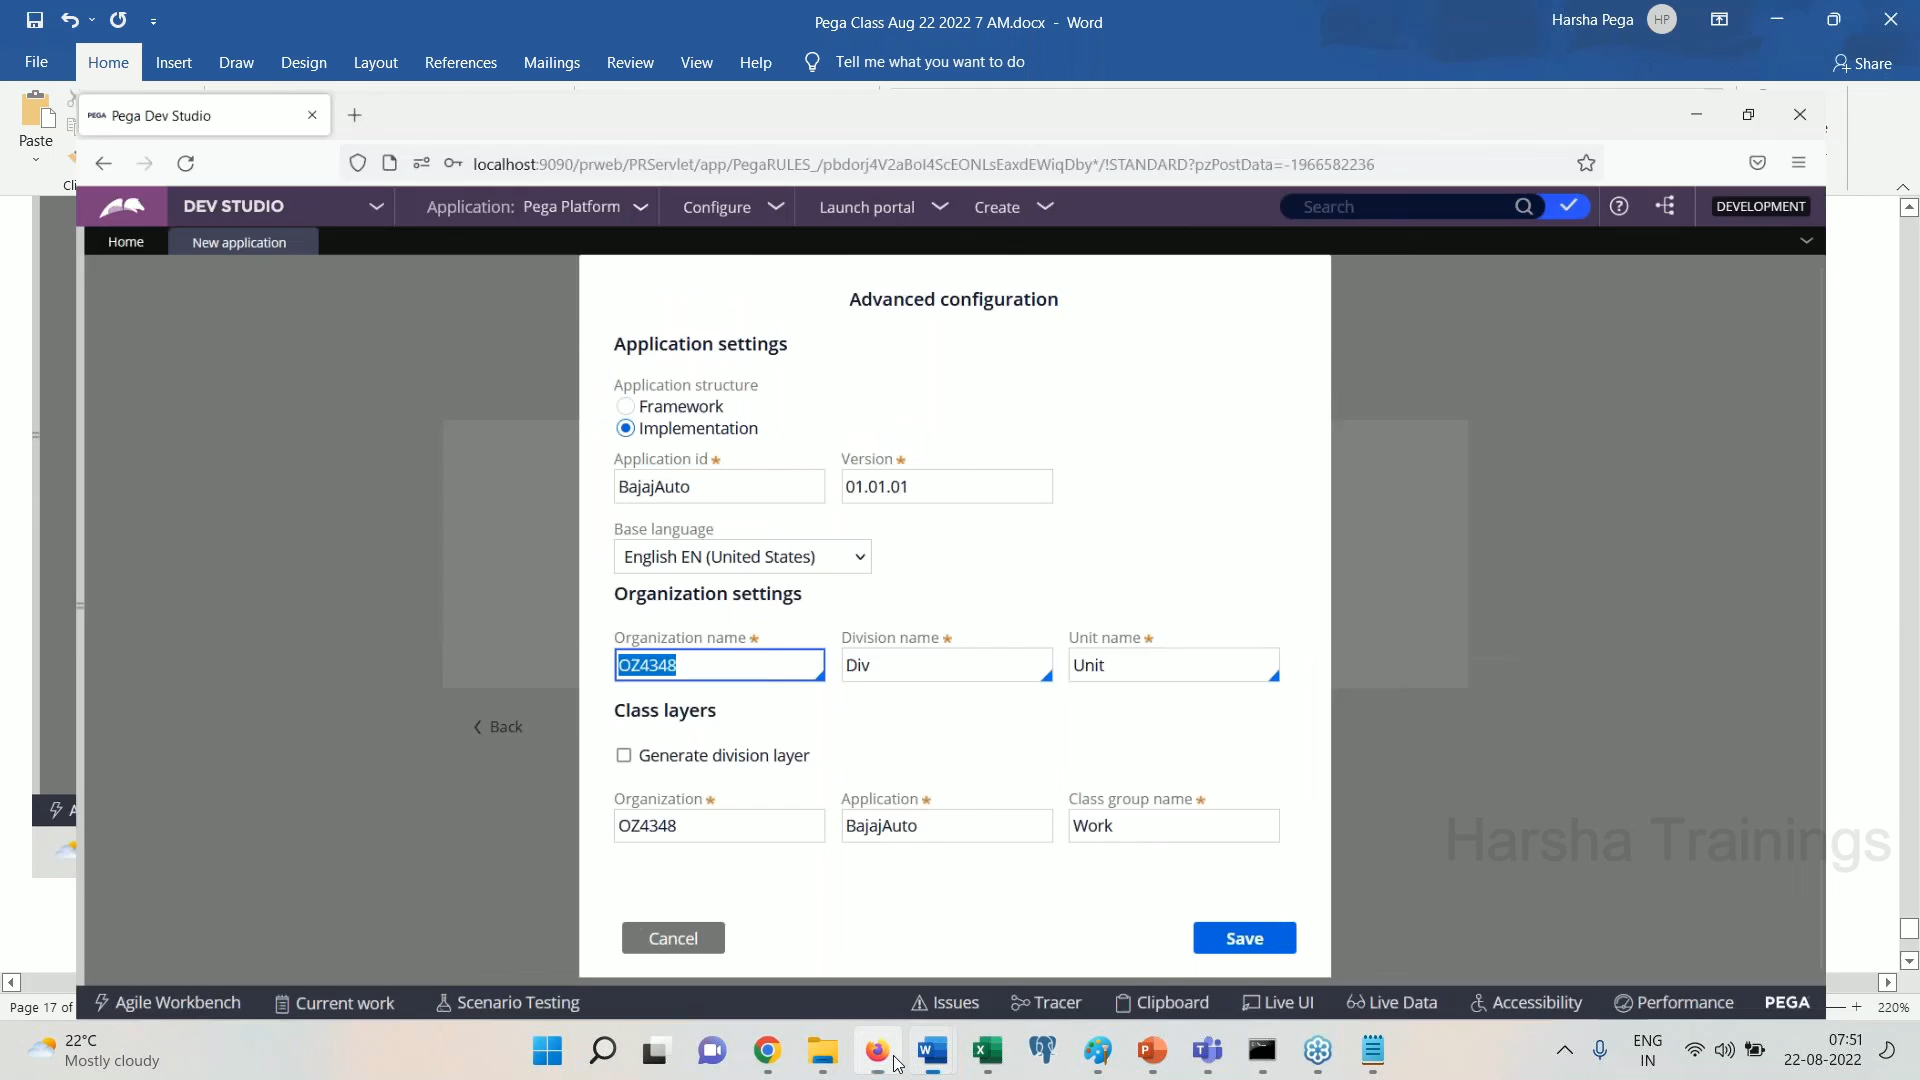 Pega Class Aug 22 2022 7 AM.docx - Word
Harsha Pega
HP
File
Home
Insert
Draw
Design
Layout
References
Mailings
Review
View
Help
Tell me what you want to do
Share
Paste
Cli
PEGA Pega Dev Studio
localhost:9090/prweb/PRServlet/app/PegaRULES_/pbdorj4V2aBoI4ScEONLsEaxdEWiqDby*/!STANDARD?pzPostData=-1966582236
DEV STUDIO
Application: Pega Platform
Configure
Launch portal
Create
Search
DEVELOPMENT
Home
New application
Advanced configuration
Application settings
Application structure
Framework
Implementation
Application id *
Version *
BajajAuto
01.01.01
Base language
English EN (United States)
Organization settings
Organization name *
Division name *
Unit name *
OZ4348
Div
Unit
Class layers
Back
Generate division layer
Organization *
Application *
Class group name *
OZ4348
BajajAuto
Work
Harsha Trainings
Cancel
Save
A
Agile Workbench
Current work
Scenario Testing
Issues
Tracer
Clipboard
Live UI
Live Data
Accessibility
Performance
PEGA
Page 17 of
220%
22°C
Mostly cloudy
ENG
IN
07:51
22-08-2022